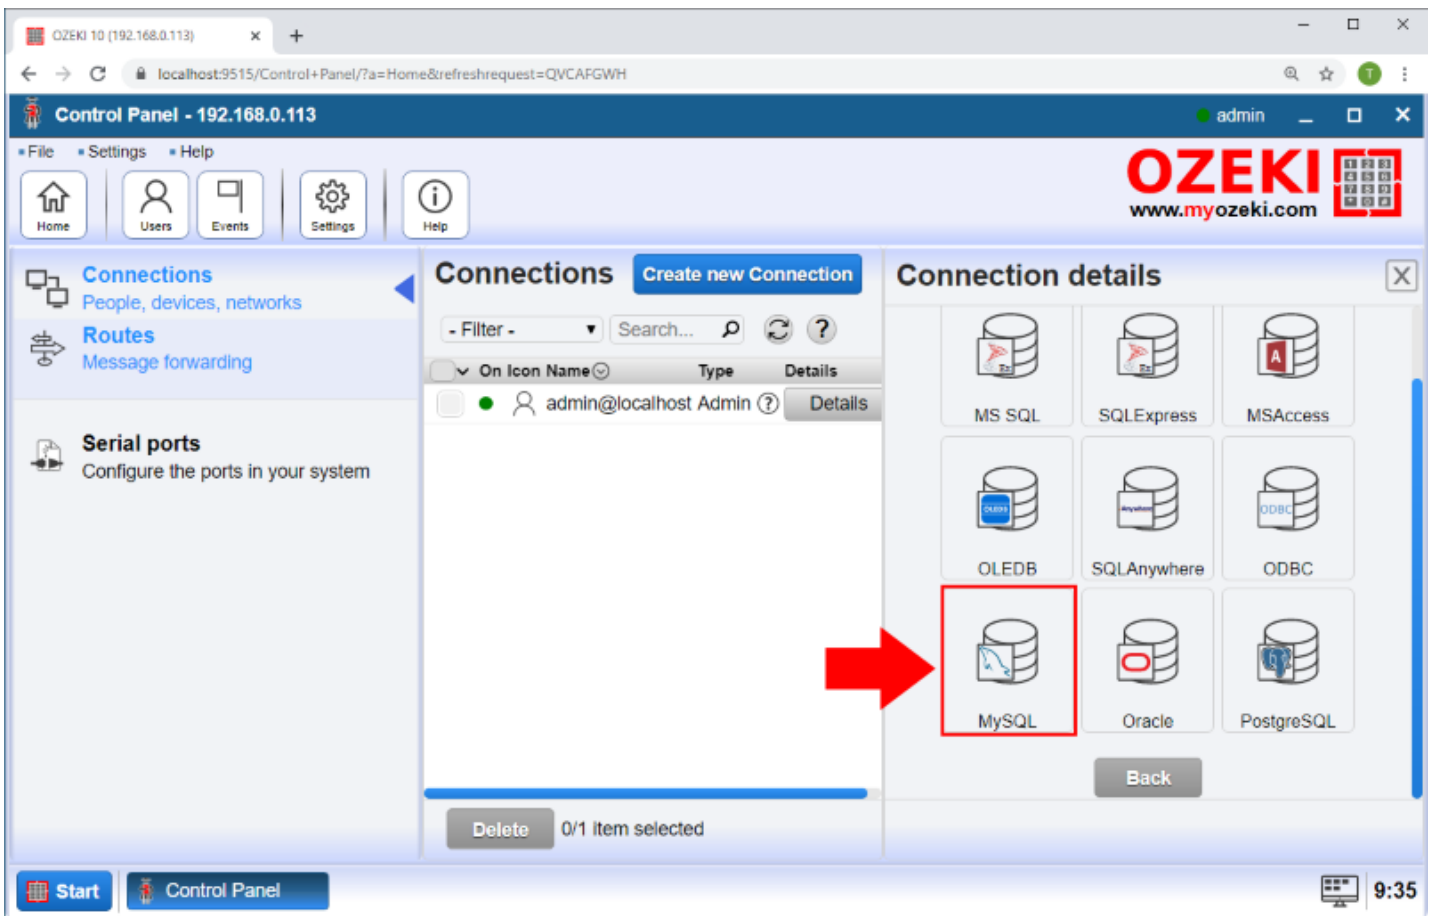 OZEKI 10 (192.168.0.113)
localhost:9515/Control+Panel/?a=Home&refreshrequest=QVCAFGWH
T
Control Panel - 192.168.0.113
admin
File Settings Help
Home
Users
Events
Settings
Help
OZEKI
www.myozeki.com
Connections
People, devices, networks
Routes
Message forwarding
Serial ports
Configure the ports in your system
Connections
Create new Connection
- Filter -
Search...
?
On Icon Name Type Details
admin@localhost Admin ? Details
Delete
0/1 item selected
Connection details
X
MS SQL
SQLExpress
A
MSAccess
OLEDB
OLEDB
Anywhere
SQLAnywhere
ODBC
ODBC
MySQL
Oracle
PostgreSQL
Back
Start
Control Panel
9:35